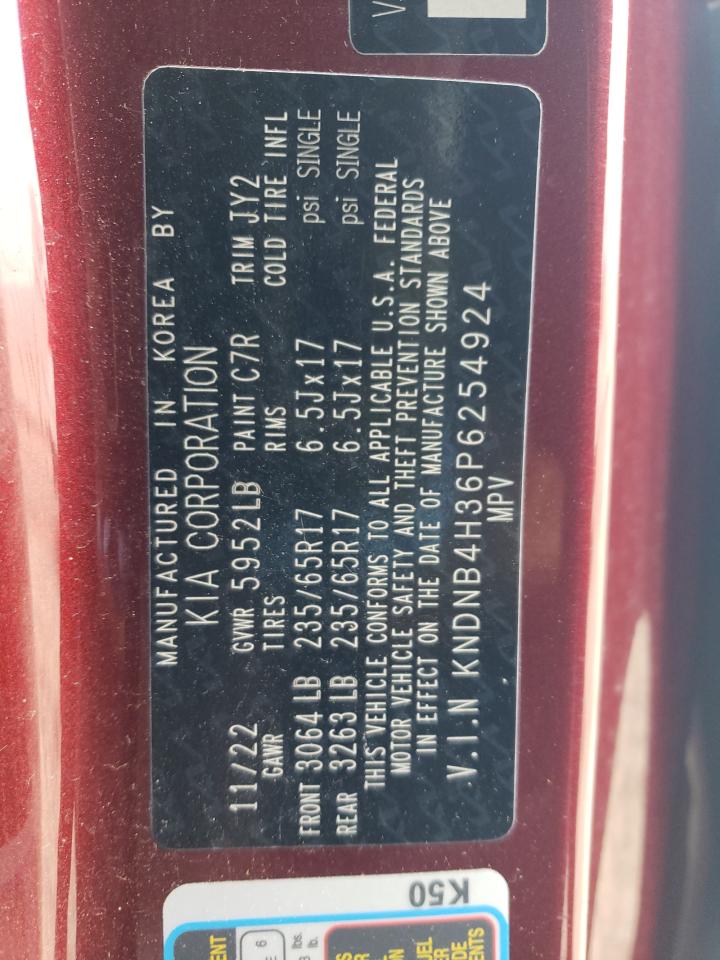 MANUFACTURED IN KOREA BY
KIA CORPORATION
11/22 GVWR 5952LB PAINT C7R TRIM JY2
GAWR TIRES RIMS COLD TIRE INFL
FRONT 3064 LB 235/65R17 6.5Jx17 psi SINGLE
REAR 3263 LB 235/65R17 6.5Jx17 psi SINGLE
THIS VEHICLE CONFORMS TO ALL APPLICABLE U.S.A. FEDERAL
MOTOR VEHICLE SAFETY AND THEFT PREVENTION STANDARDS
IN EFFECT ON THE DATE OF MANUFACTURE SHOWN ABOVE
V.I.N KNDNB4H36P6254924
MPV
K50
6
lbs.
lb.